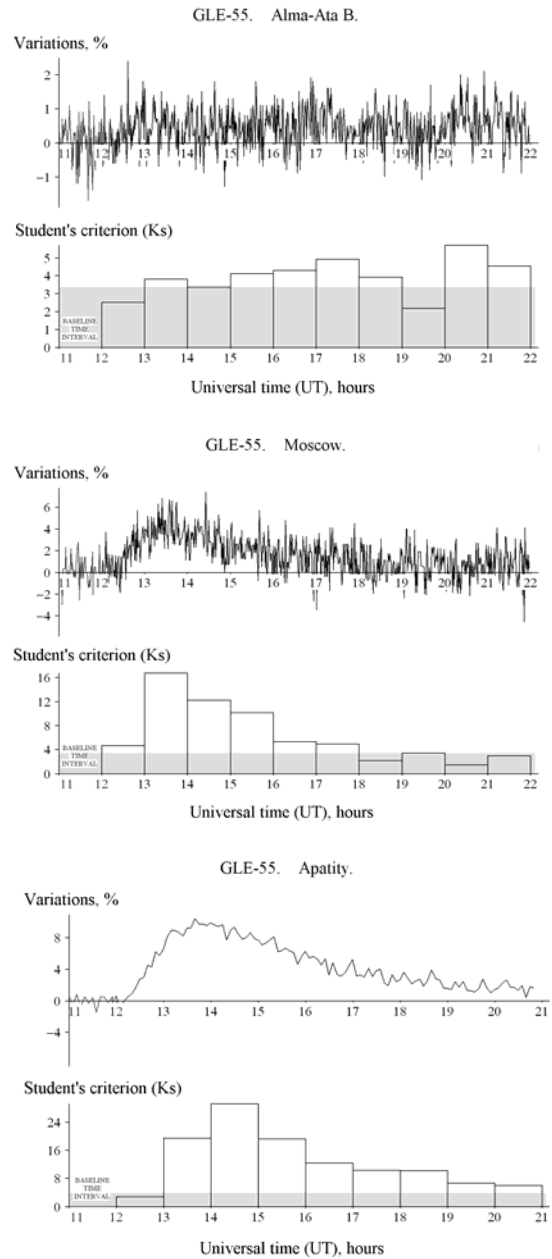 GLE-55. Alma-Ata B.
Variations, %
2
1
0
−1
11 12 13 14 15 16 17 18 19 20 21 22
Student's criterion (Ks)
5
4
3
2
1
0
BASELINE
TIME
INTERVAL
11 12 13 14 15 16 17 18 19 20 21 22
Universal time (UT), hours
GLE-55. Moscow.
Variations, %
6
4
2
0
−2
−4
11 12 13 14 15 16 17 18 19 20 21 22
Student's criterion (Ks)
16
12
8
4
0
BASELINE
TIME
INTERVAL
11 12 13 14 15 16 17 18 19 20 21 22
Universal time (UT), hours
GLE-55. Apatity.
Variations, %
8
4
0
−4
11 12 13 14 15 16 17 18 19 20 21
Student's criterion (Ks)
24
16
8
0
BASELINE
TIME
INTERVAL
11 12 13 14 15 16 17 18 19 20 21
Universal time (UT), hours